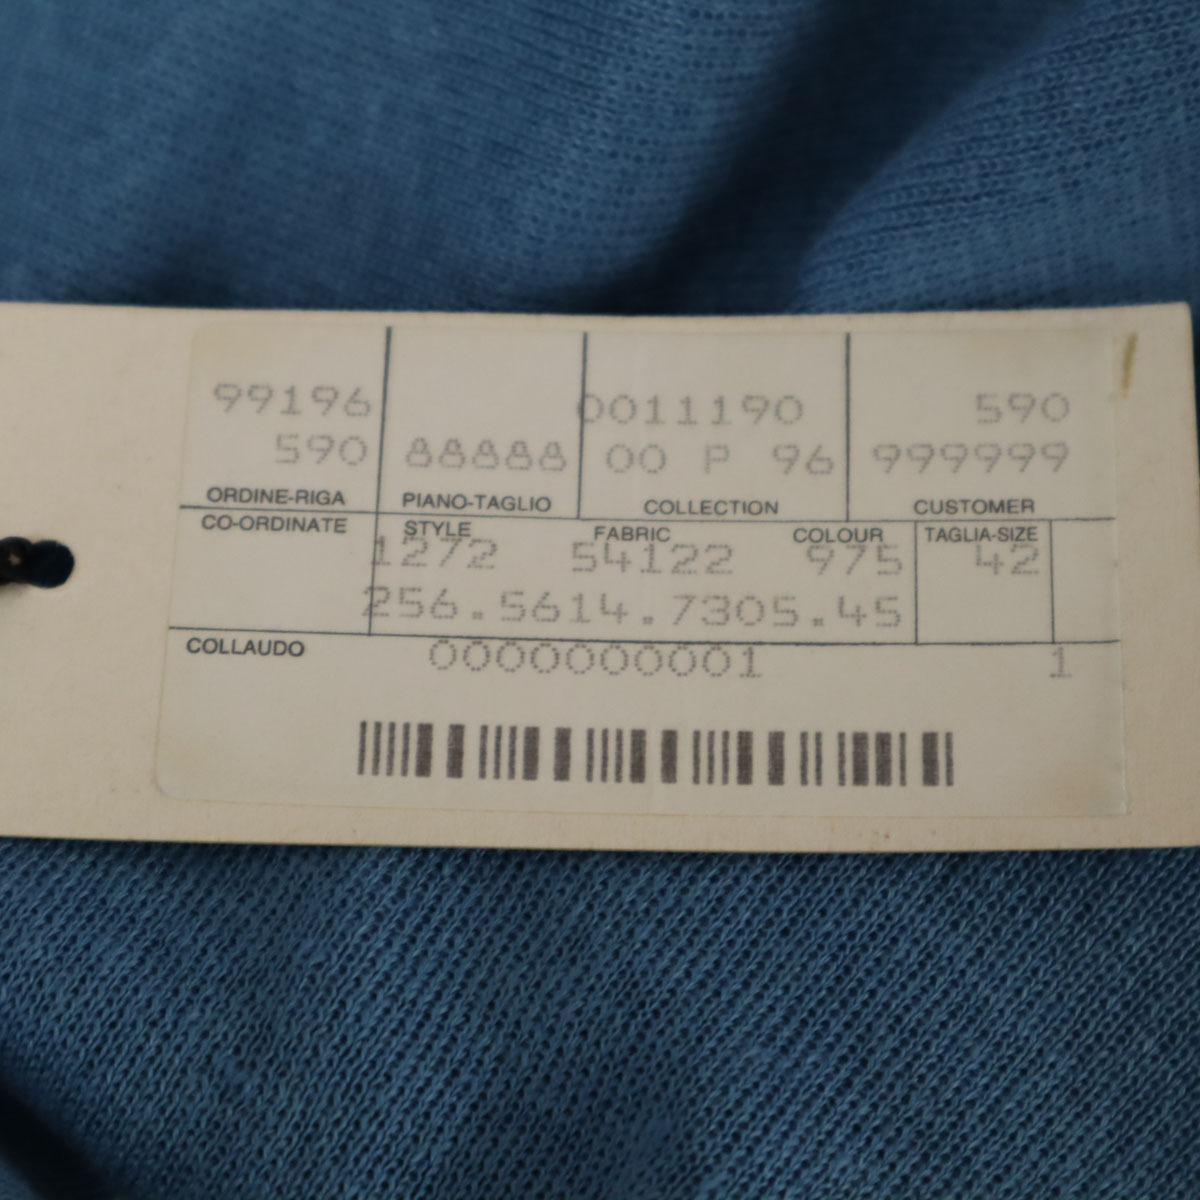 99196 0011190 590
590 88888 00 P 96 999999
ORDINE-RIGA PIANO-TAGLIO COLLECTION CUSTOMER
CO-ORDINATE STYLE FABRIC COLOUR TAGLIA-SIZE
1272 54122 975 42
256.5614.7305.45
COLLAUDO 0000000001 1